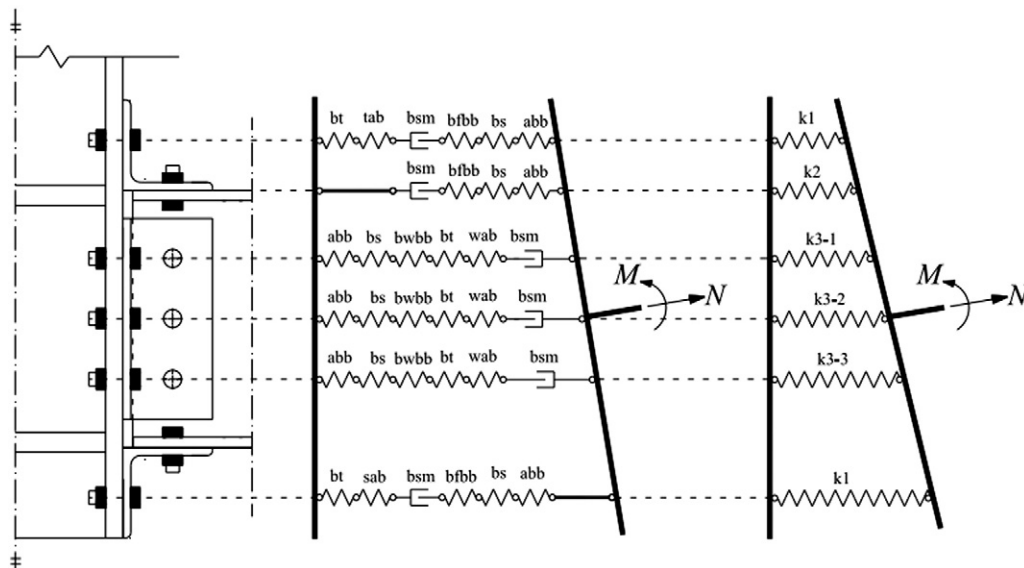 bt tab bsm bfbb bs abb
k1
bsm bfbb bs abb
k2
abb bs bwbb bt wab bsm
k3-1
M N
M N
abb bs bwbb bt wab bsm
k3-2
abb bs bwbb bt wab bsm
k3-3
bt sab bsm bfbb bs abb
k1